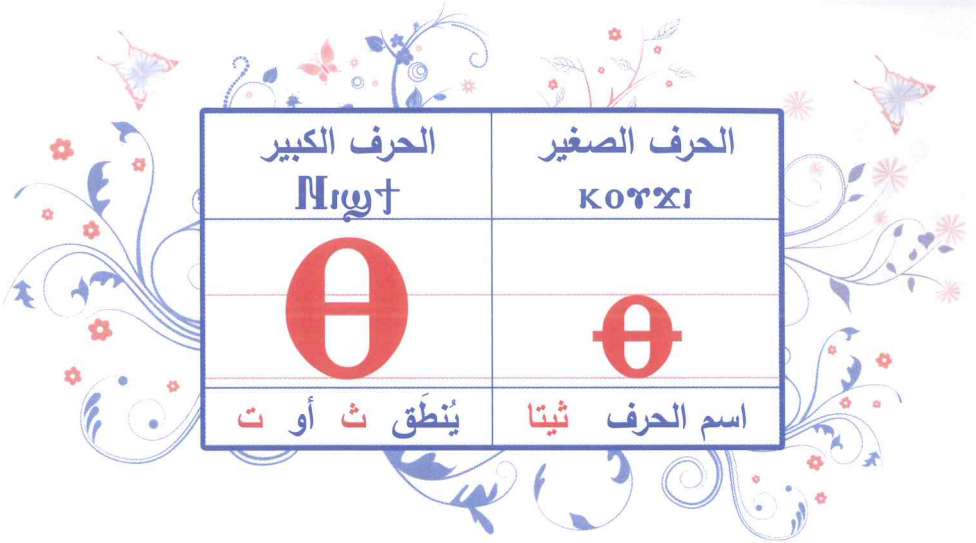 الحرف الصغير
ⲕⲟⲩϫⲓ
الحرف الكبير
Ⲛⲓϣϯ
ⲑ
Ⲑ
اسم الحرف ثيتا
يُنطَق ث أو ت